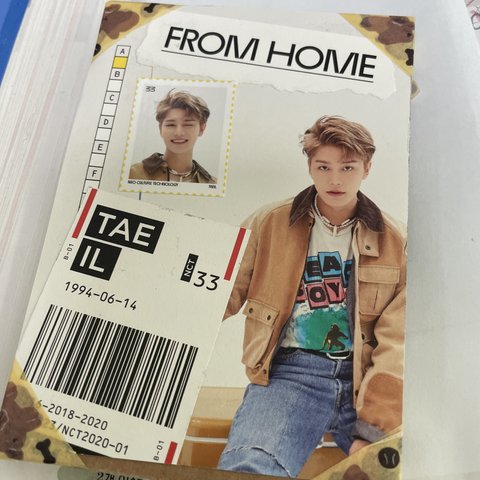 FROM HOME
A
B
C
D
E
F
33
NEO CULTURE TECHNOLOGY
TAE
IL
B-01
NCT
33
1994-06-14
-2018-2020
/NCT2020-01
B-01